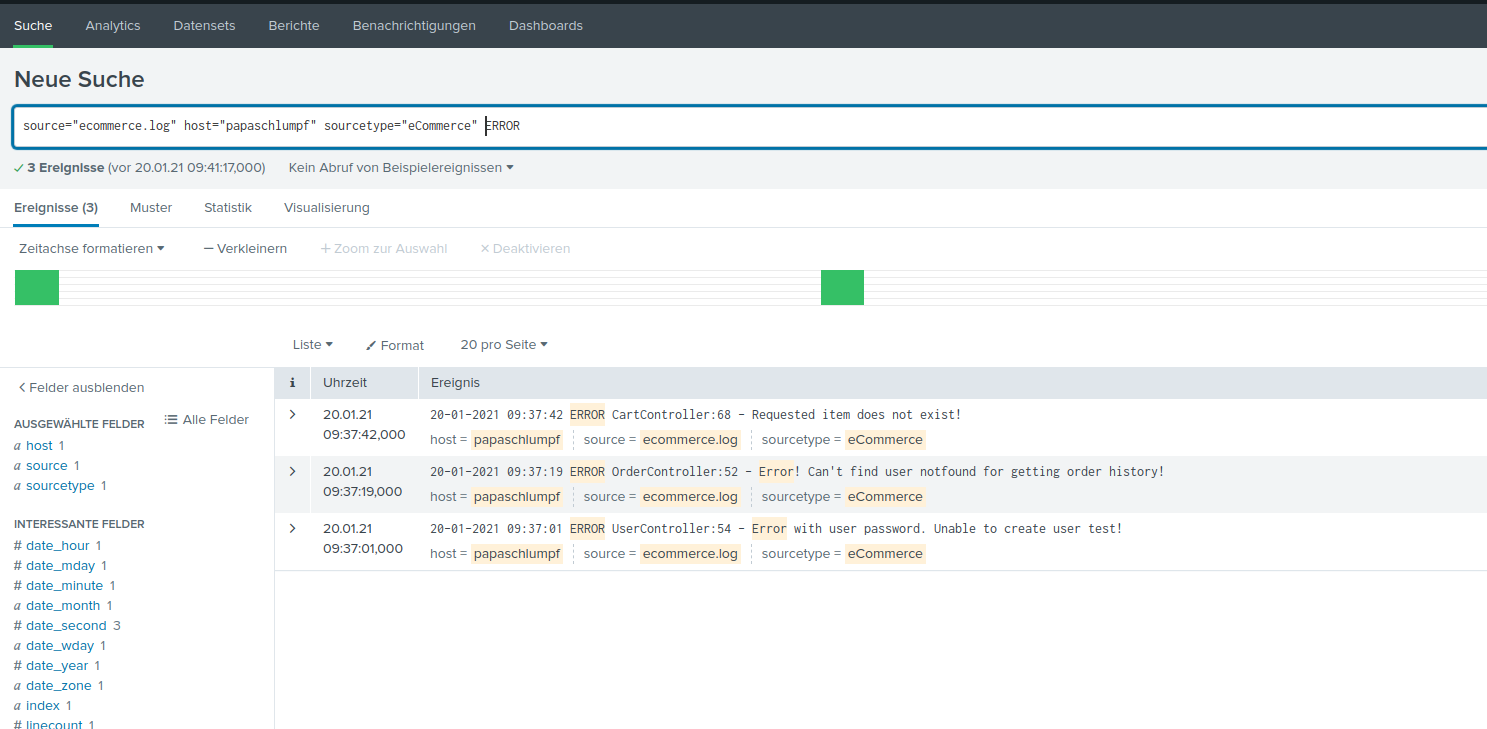 Suche Analytics Datensets Berichte Benachrichtigungen Dashboards
Neue Suche
source="ecommerce.log" host="papaschlumpf" sourcetype="eCommerce" ERROR
3 Ereignisse (vor 20.01.21 09:41:17,000) Kein Abruf von Beispielereignissen
Ereignisse (3) Muster Statistik Visualisierung
Zeitachse formatieren — Verkleinern + Zoom zur Auswahl × Deaktivieren
Liste Format 20 pro Seite
< Felder ausblenden
AUSGEWÄHLTE FELDER Alle Felder
a host 1
a source 1
a sourcetype 1
INTERESSANTE FELDER
# date_hour 1
# date_mday 1
# date_minute 1
a date_month 1
# date_second 3
a date_wday 1
# date_year 1
a date_zone 1
a index 1
# linecount 1
i Uhrzeit Ereignis
> 20.01.21 09:37:42,000
20-01-2021 09:37:42 ERROR CartController:68 - Requested item does not exist!
host = papaschlumpf source = ecommerce.log sourcetype = eCommerce
> 20.01.21 09:37:19,000
20-01-2021 09:37:19 ERROR OrderController:52 - Error! Can't find user notfound for getting order history!
host = papaschlumpf source = ecommerce.log sourcetype = eCommerce
> 20.01.21 09:37:01,000
20-01-2021 09:37:01 ERROR UserController:54 - Error with user password. Unable to create user test!
host = papaschlumpf source = ecommerce.log sourcetype = eCommerce